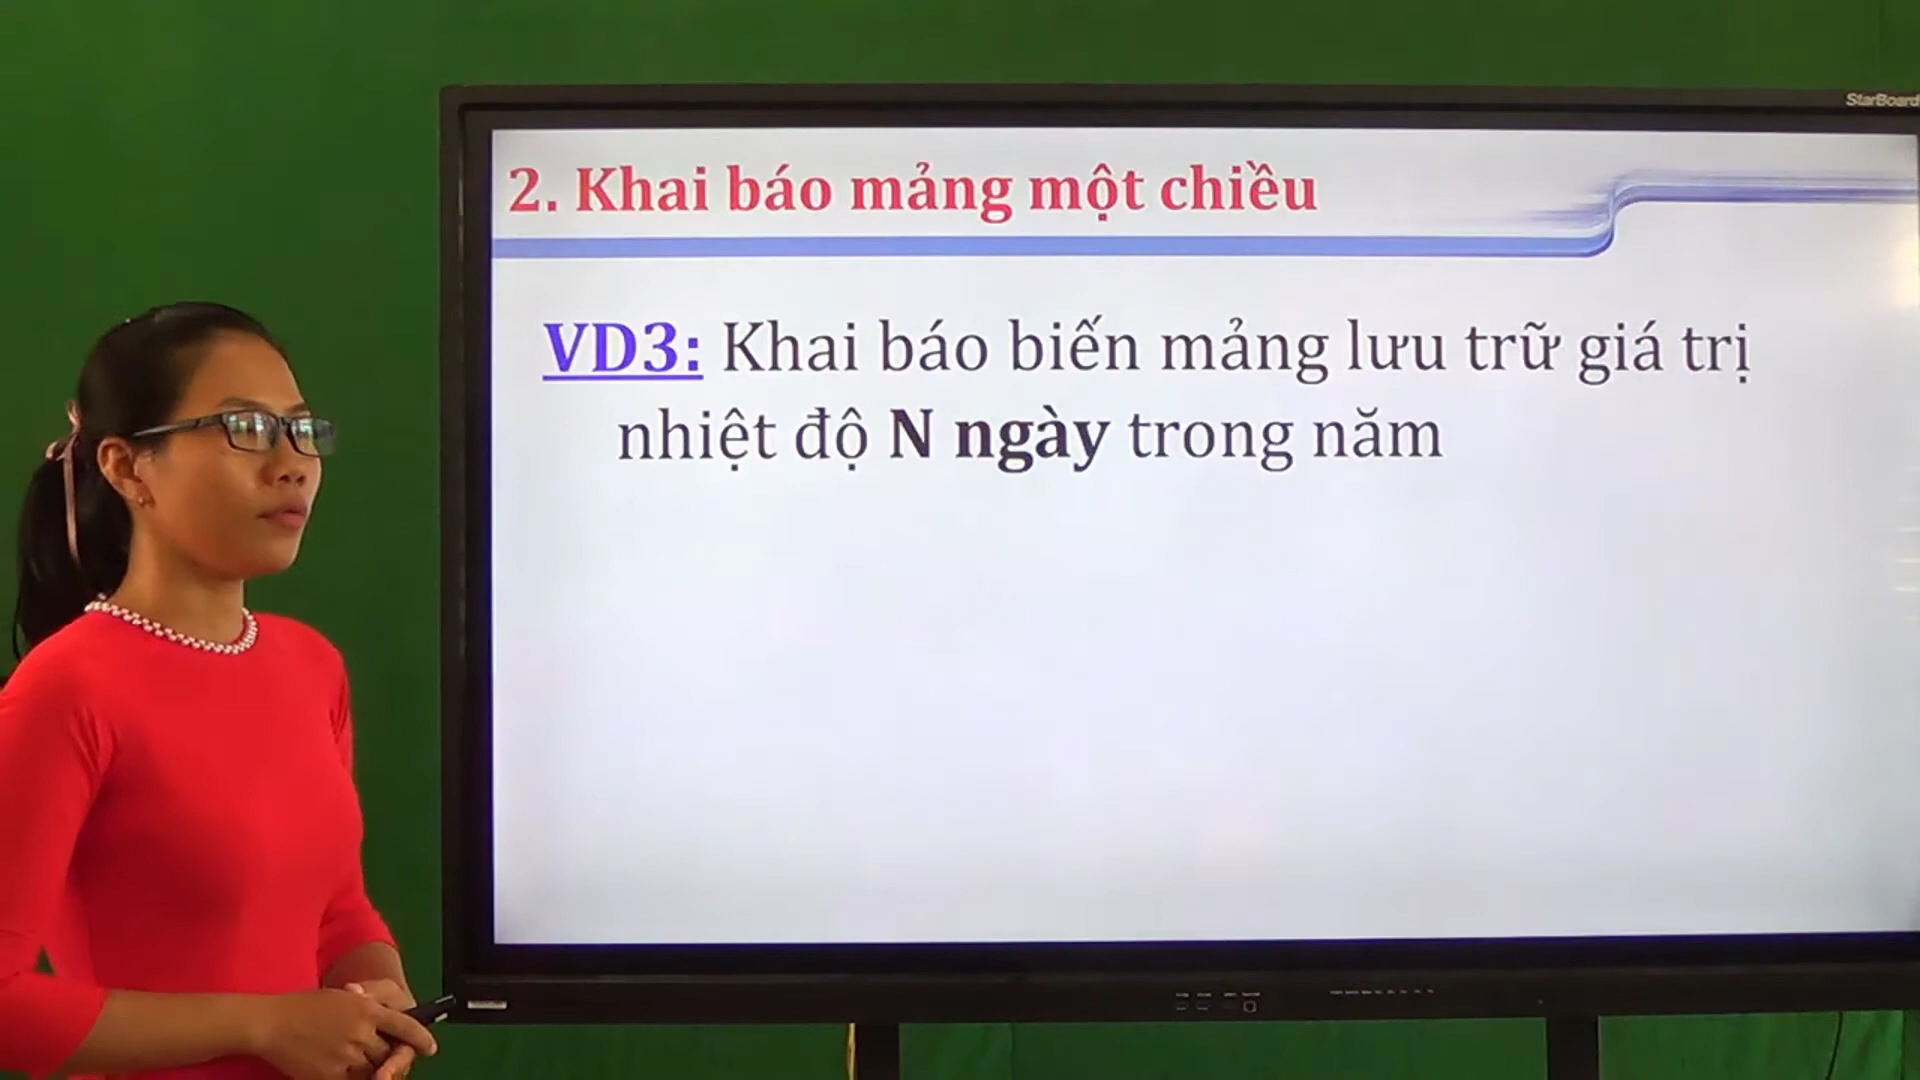 StarBoard
2. Khai báo mảng một chiều
VD3: Khai báo biến mảng lưu trữ giá trị
nhiệt độ N ngày trong năm